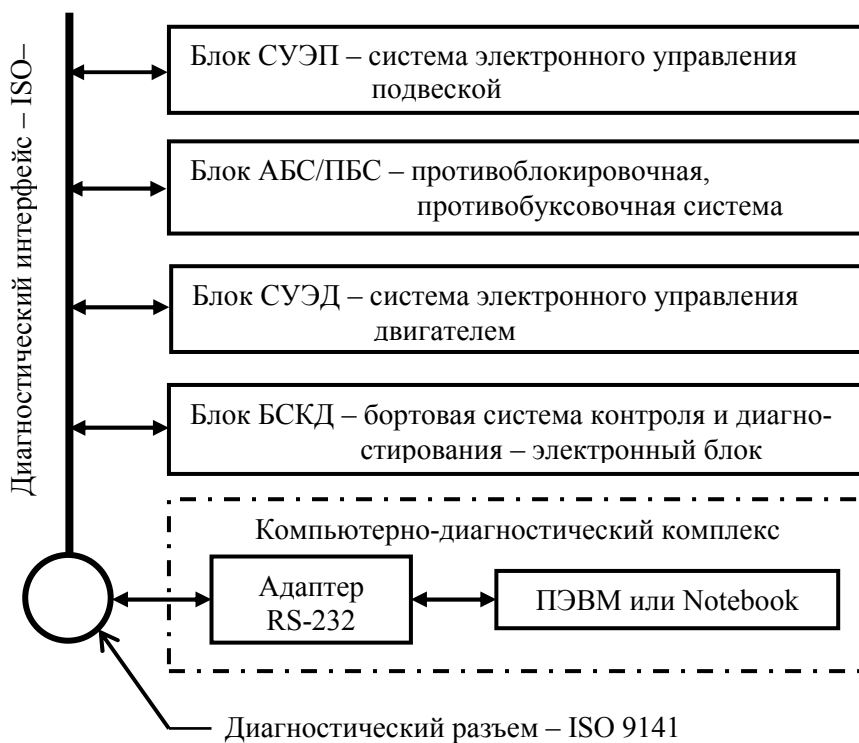 Диагностический интерфейс – ISO–
Блок СУЭП – система электронного управления
подвеской
Блок АБС/ПБС – противоблокировочная,
противобуксовочная система
Блок СУЭД – система электронного управления
двигателем
Блок БСКД – бортовая система контроля и диагно-
стирования – электронный блок
Компьютерно-диагностический комплекс
Адаптер
RS-232
ПЭВМ или Notebook
Диагностический разъем – ISO 9141